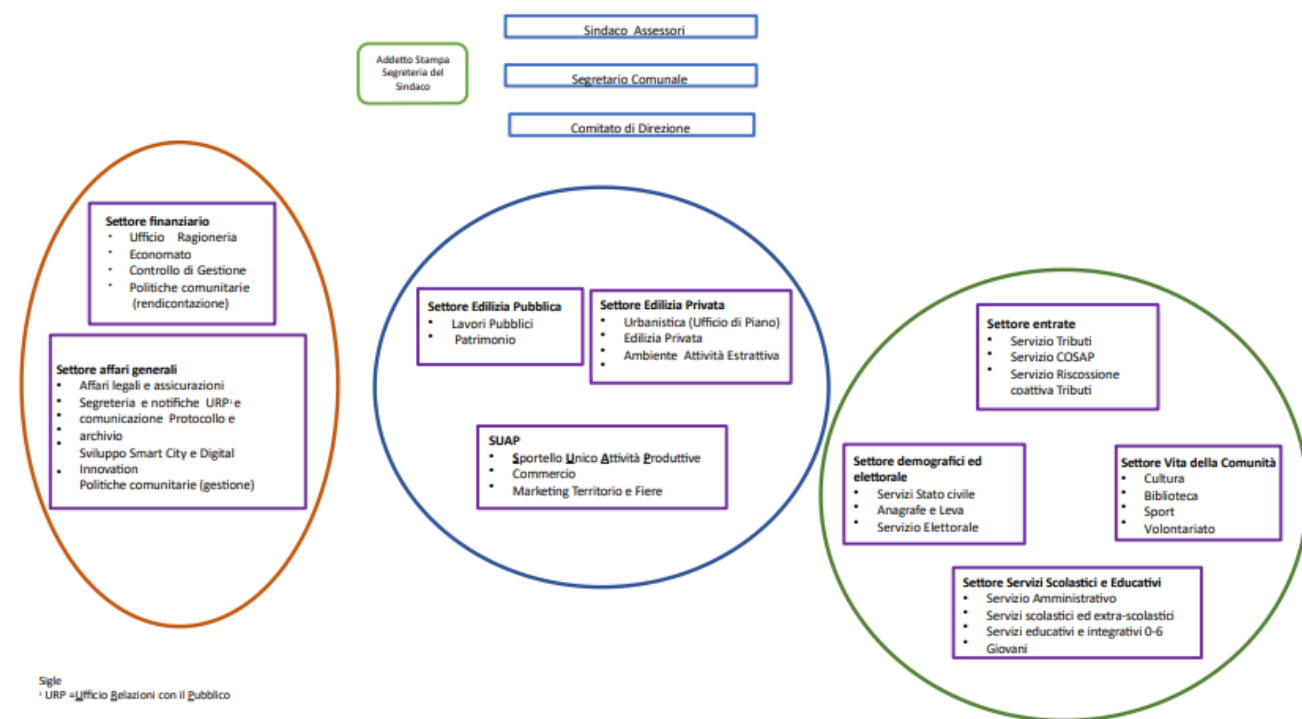 Sindaco Assessori
Addetto Stampa
Segreteria del
Sindaco
Segretario Comunale
Comitato di Direzione
Settore finanziario
· Ufficio Ragioneria
· Economato
· Controllo di Gestione
· Politiche comunitarie
(rendicontazione)
Settore affari generali
• Affari legali e assicurazioni
• Segreteria e notifiche URP¹ e
• comunicazione Protocollo e
• archivio
Sviluppo Smart City e Digital
• Innovation
Politiche comunitarie (gestione)
Settore Edilizia Pubblica
• Lavori Pubblici
• Patrimonio
Settore Edilizia Privata
• Urbanistica (Ufficio di Piano)
• Edilizia Privata
• Ambiente Attività Estrattiva
•
SUAP
• Sportello Unico Attività Produttive
• Commercio
• Marketing Territorio e Fiere
Settore entrate
• Servizio Tributi
• Servizio COSAP
• Servizio Riscossione
coattiva Tributi
Settore demografici ed
elettorale
• Servizi Stato civile
• Anagrafe e Leva
• Servizio Elettorale
Settore Vita della Comunità
• Cultura
• Biblioteca
• Sport
• Volontariato
Settore Servizi Scolastici e Educativi
• Servizio Amministrativo
• Servizi scolastici ed extra-scolastici
• Servizi educativi e integrativi 0-6
• Giovani
Sigle
¹ URP =Ufficio Relazioni con il Pubblico